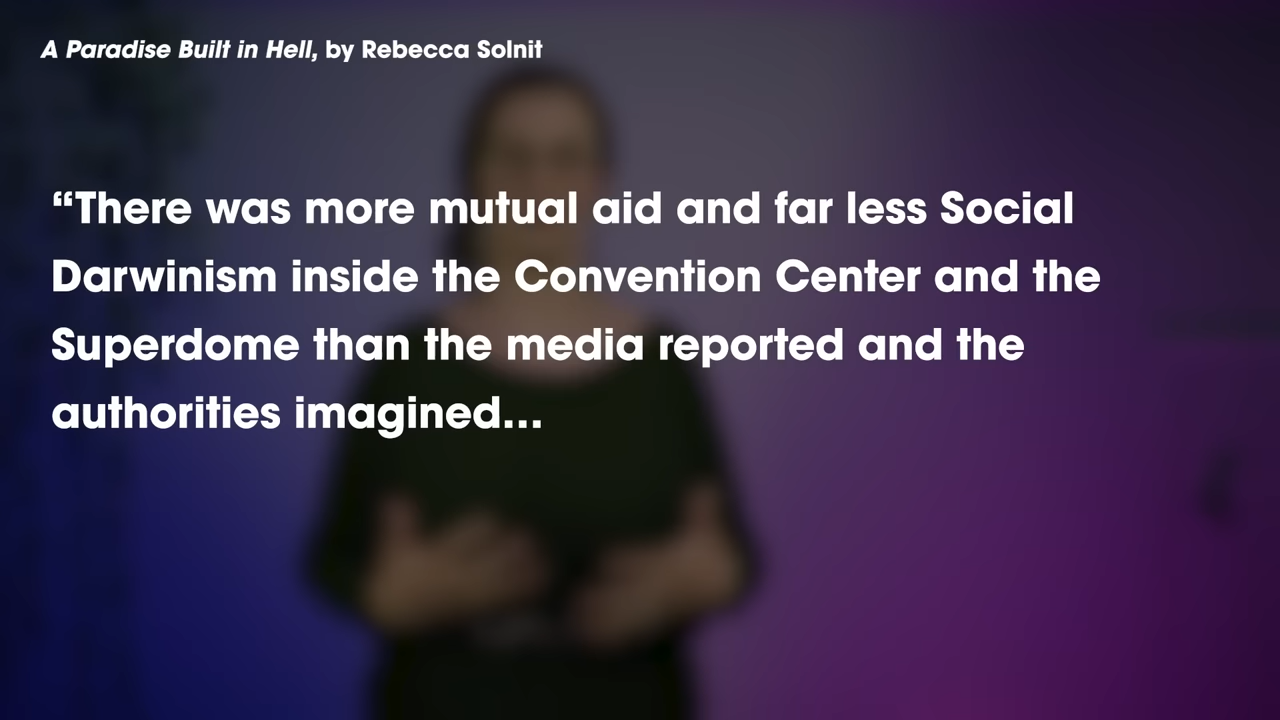 A Paradise Built in Hell, by Rebecca Solnit
“There was more mutual aid and far less Social
Darwinism inside the Convention Center and the
Superdome than the media reported and the
authorities imagined...